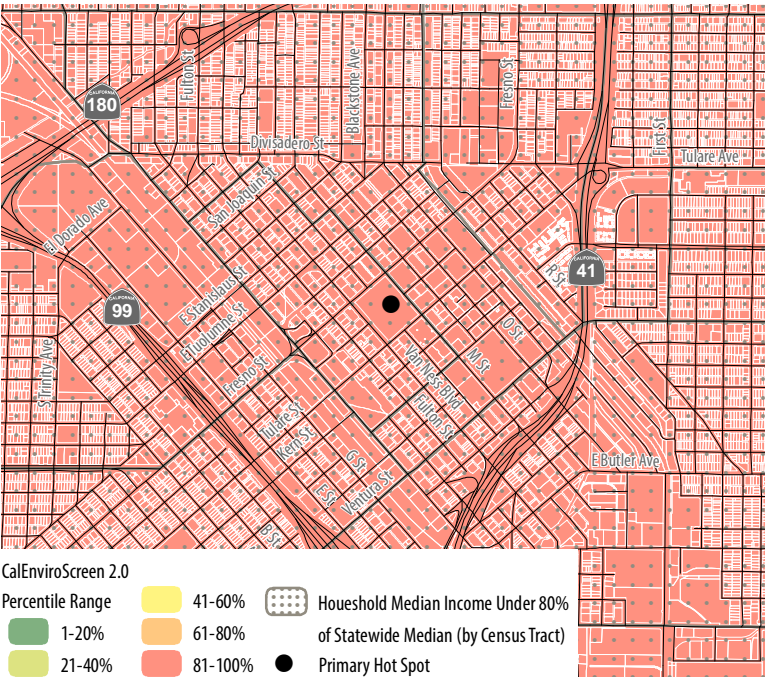 Fulton St
Blackstone Ave
Fresno St
CALIFORNIA
180
Divisadero St
First St
Tulare Ave
San Joaquin St
El Dorado Ave
CALIFORNIA
41
R St
E Stanislaus St
CALIFORNIA
99
E Tuolumne St
O St
S Trinity Ave
Fresno St
Van Ness Blvd
M St
Tulare St
Fulton St
Kern St
G St
E St
Ventura St
E Butler Ave
B St
CalEnviroScreen 2.0
Percentile Range
1-20%
21-40%
41-60%
61-80%
81-100%
Houeshold Median Income Under 80%
of Statewide Median (by Census Tract)
Primary Hot Spot